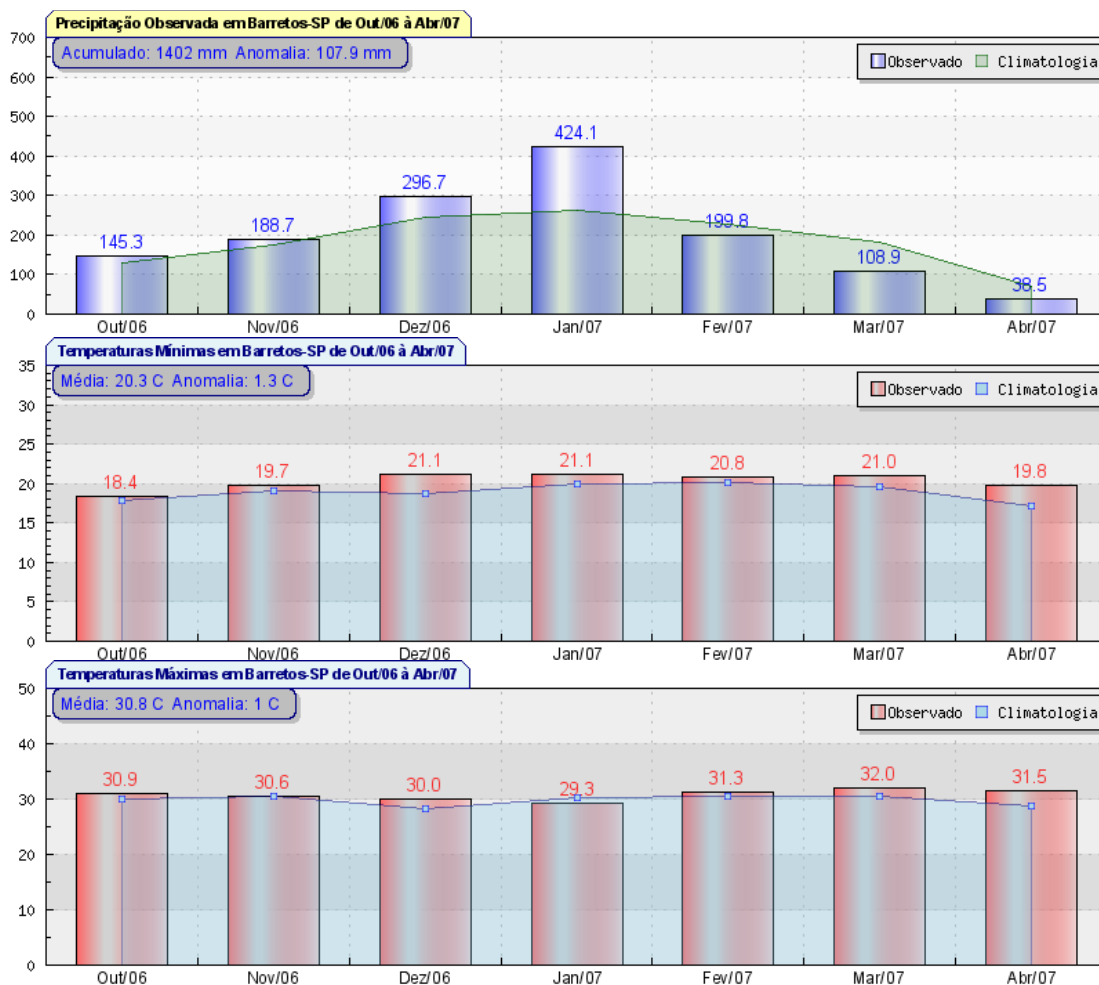 Precipitação Observada em Barretos-SP de Out/06 à Abr/07
Acumulado: 1402 mm Anomalia: 107.9 mm
Observado Climatologia
700
600
500
400
300
200
100
0
145.3
188.7
296.7
424.1
199.8
108.9
38.5
Out/06 Nov/06 Dez/06 Jan/07 Fev/07 Mar/07 Abr/07
Temperaturas Mínimas em Barretos-SP de Out/06 à Abr/07
Média: 20.3 C Anomalia: 1.3 C
Observado Climatologia
35
30
25
20
15
10
5
0
18.4 19.7 21.1 21.1 20.8 21.0 19.8
Out/06 Nov/06 Dez/06 Jan/07 Fev/07 Mar/07 Abr/07
Temperaturas Máximas em Barretos-SP de Out/06 à Abr/07
Média: 30.8 C Anomalia: 1 C
Observado Climatologia
50
40
30
20
10
0
30.9 30.6 30.0 29.3 31.3 32.0 31.5
Out/06 Nov/06 Dez/06 Jan/07 Fev/07 Mar/07 Abr/07